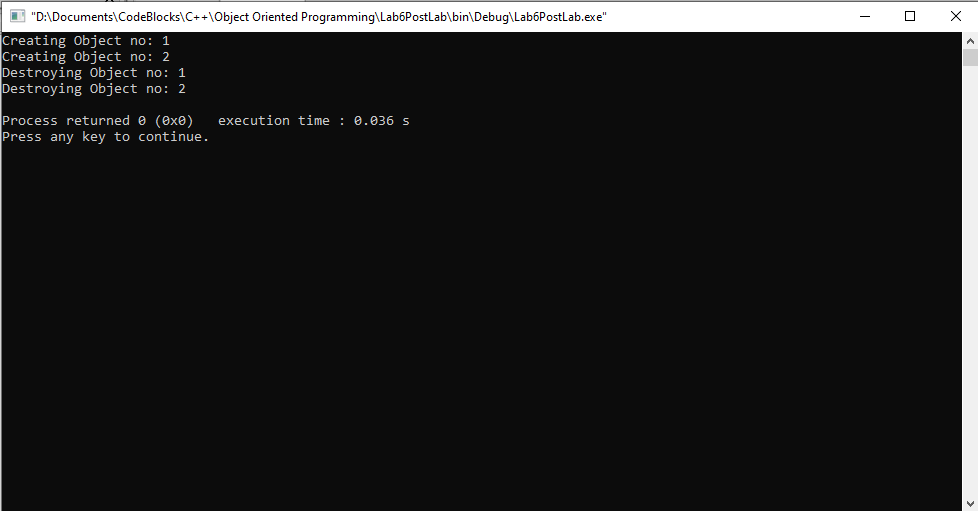 "D:\Documents\CodeBlocks\C++\Object Oriented Programming\Lab6PostLab\bin\Debug\Lab6PostLab.exe"
Creating Object no: 1
Creating Object no: 2
Destroying Object no: 1
Destroying Object no: 2
Process returned 0 (0x0)   execution time : 0.036 s
Press any key to continue.